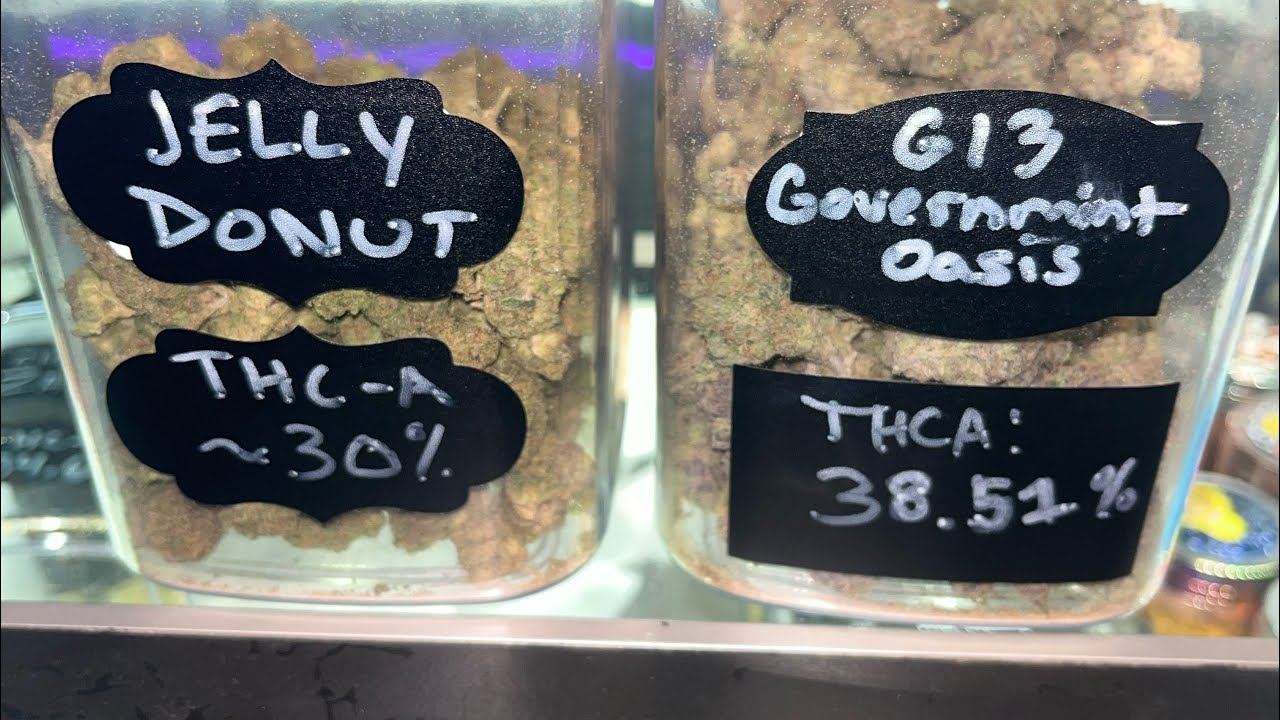 JELLY
DONUT
THC-A
~30%
G13
Governmint
Oasis
THCA:
38.51%